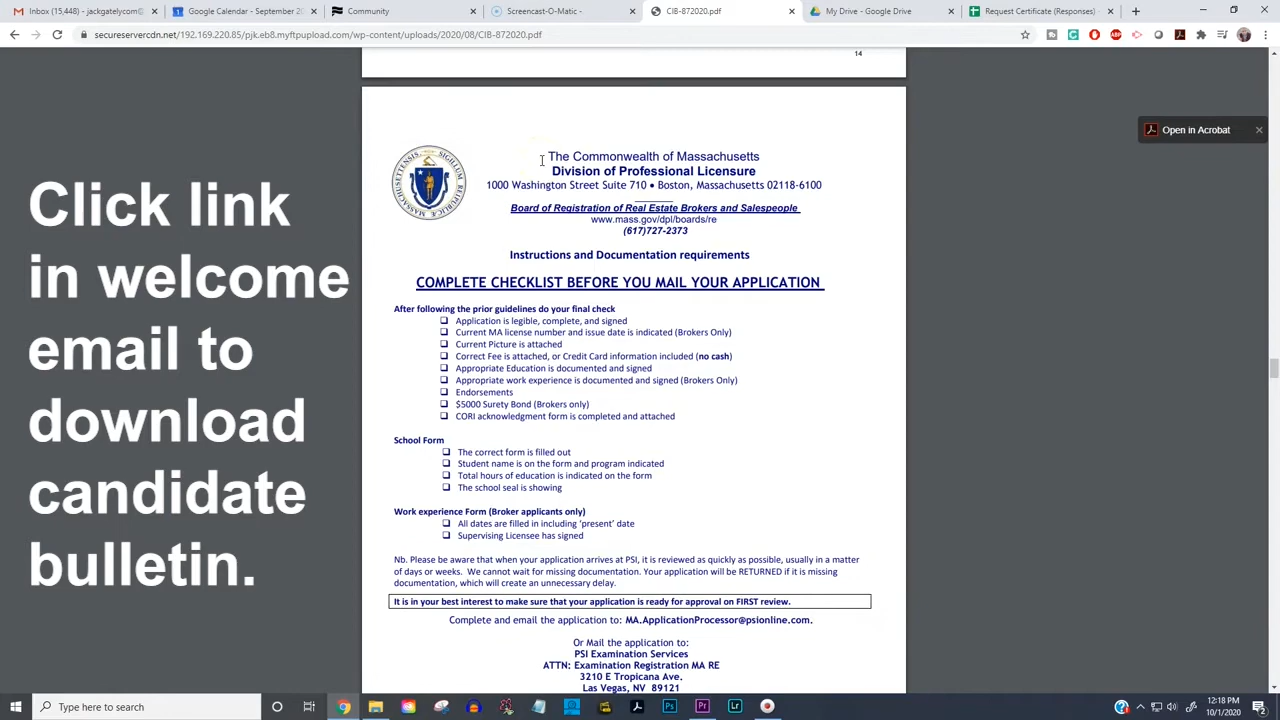 Inbox (15,448) - jackgately.com@
Google Calendar - September 2
Communication
Screencast-O-Matic -
CIB-872020.pdf
My Drive - Google Drive
Request Certificate (Responses)
secureservercdn.net/192.169.220.85/pjk.eb8.myftpupload.com/wp-content/uploads/2020/08/CIB-872020.pdf
14
Open in Acrobat
Click link
in welcome
email to
download
candidate
bulletin.
The Commonwealth of Massachusetts
Division of Professional Licensure
1000 Washington Street Suite 710 • Boston, Massachusetts 02118-6100
Board of Registration of Real Estate Brokers and Salespeople
www.mass.gov/dpl/boards/re
(617)727-2373
Instructions and Documentation requirements
COMPLETE CHECKLIST BEFORE YOU MAIL YOUR APPLICATION
After following the prior guidelines do your final check
Application is legible, complete, and signed
Current MA license number and issue date is indicated (Brokers Only)
Current Picture is attached
Correct Fee is attached, or Credit Card information included (no cash)
Appropriate Education is documented and signed
Appropriate work experience is documented and signed (Brokers Only)
Endorsements
$5000 Surety Bond (Brokers only)
CORI acknowledgment form is completed and attached
School Form
The correct form is filled out
Student name is on the form and program indicated
Total hours of education is indicated on the form
The school seal is showing
Work experience Form (Broker applicants only)
All dates are filled in including ‘present’ date
Supervising Licensee has signed
Nb. Please be aware that when your application arrives at PSI, it is reviewed as quickly as possible, usually in a matter
of days or weeks. We cannot wait for missing documentation. Your application will be RETURNED if it is missing
documentation, which will create an unnecessary delay.
It is in your best interest to make sure that your application is ready for approval on FIRST review.
Complete and email the application to: MA.ApplicationProcessor@psionline.com.
Or Mail the application to:
PSI Examination Services
ATTN: Examination Registration MA RE
3210 E Tropicana Ave.
Las Vegas, NV 89121
Type here to search
12:18 PM
10/1/2020